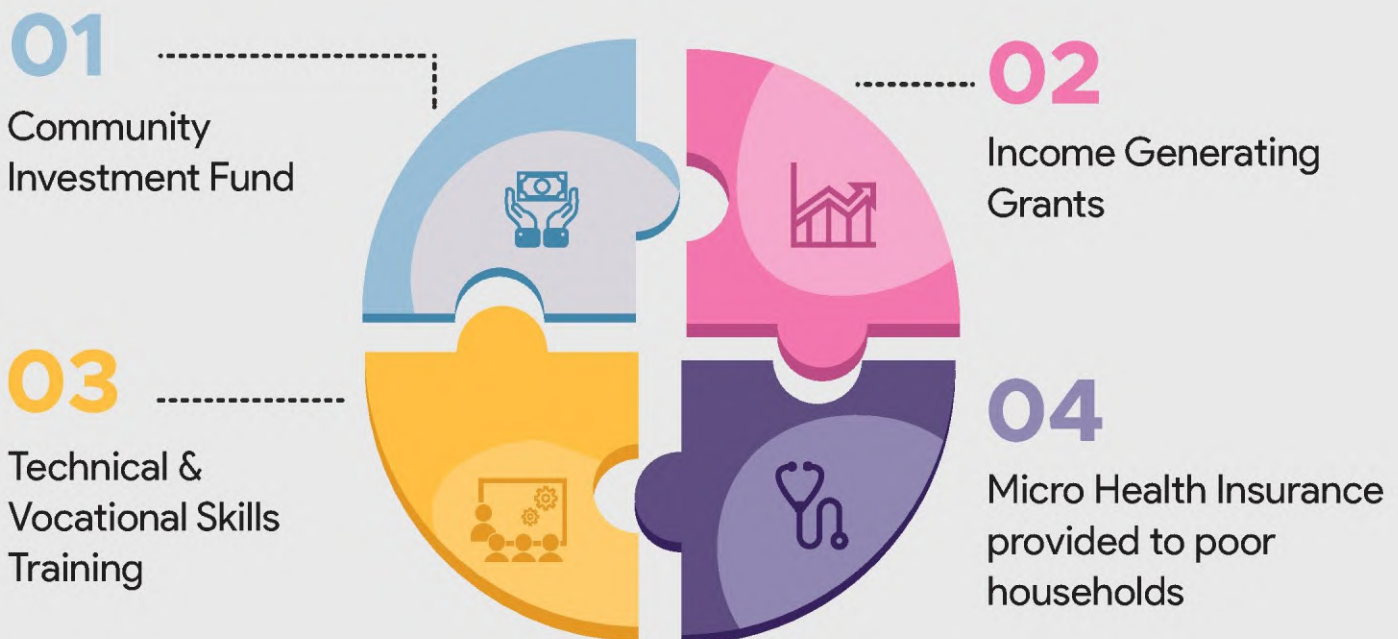 01
Community
Investment Fund
02
Income Generating
Grants
03
Technical &
Vocational Skills
Training
04
Micro Health Insurance
provided to poor
households